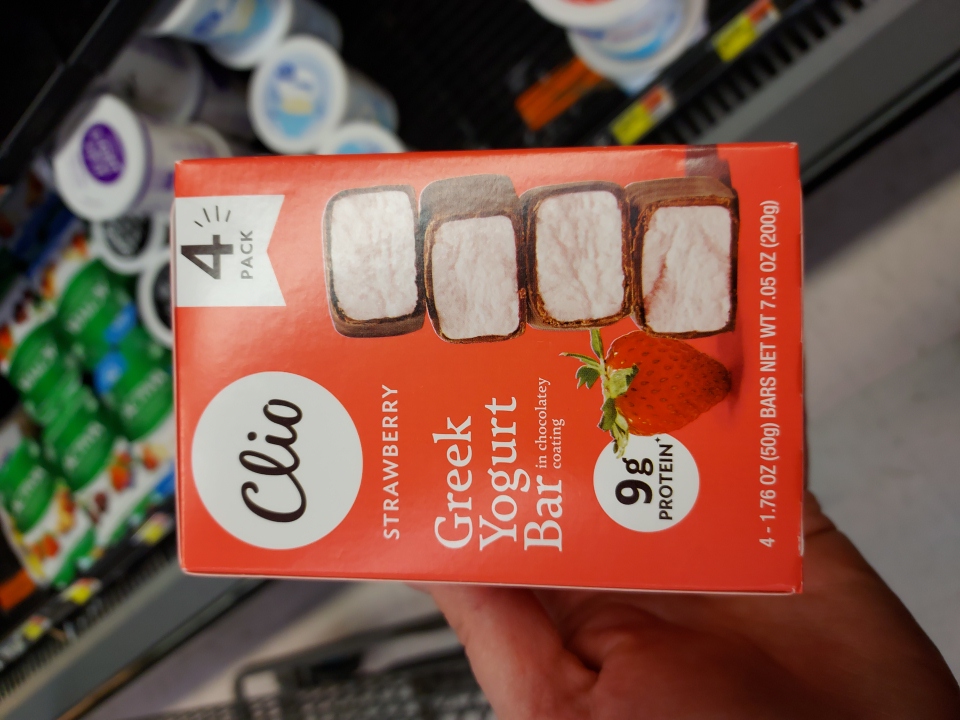 4
PACK
Clio
STRAWBERRY
Greek
Yogurt
Bar in chocolatey
coating
9g
PROTEIN+
4 - 1.76 OZ (50g) BARS NET WT 7.05 OZ (200g)